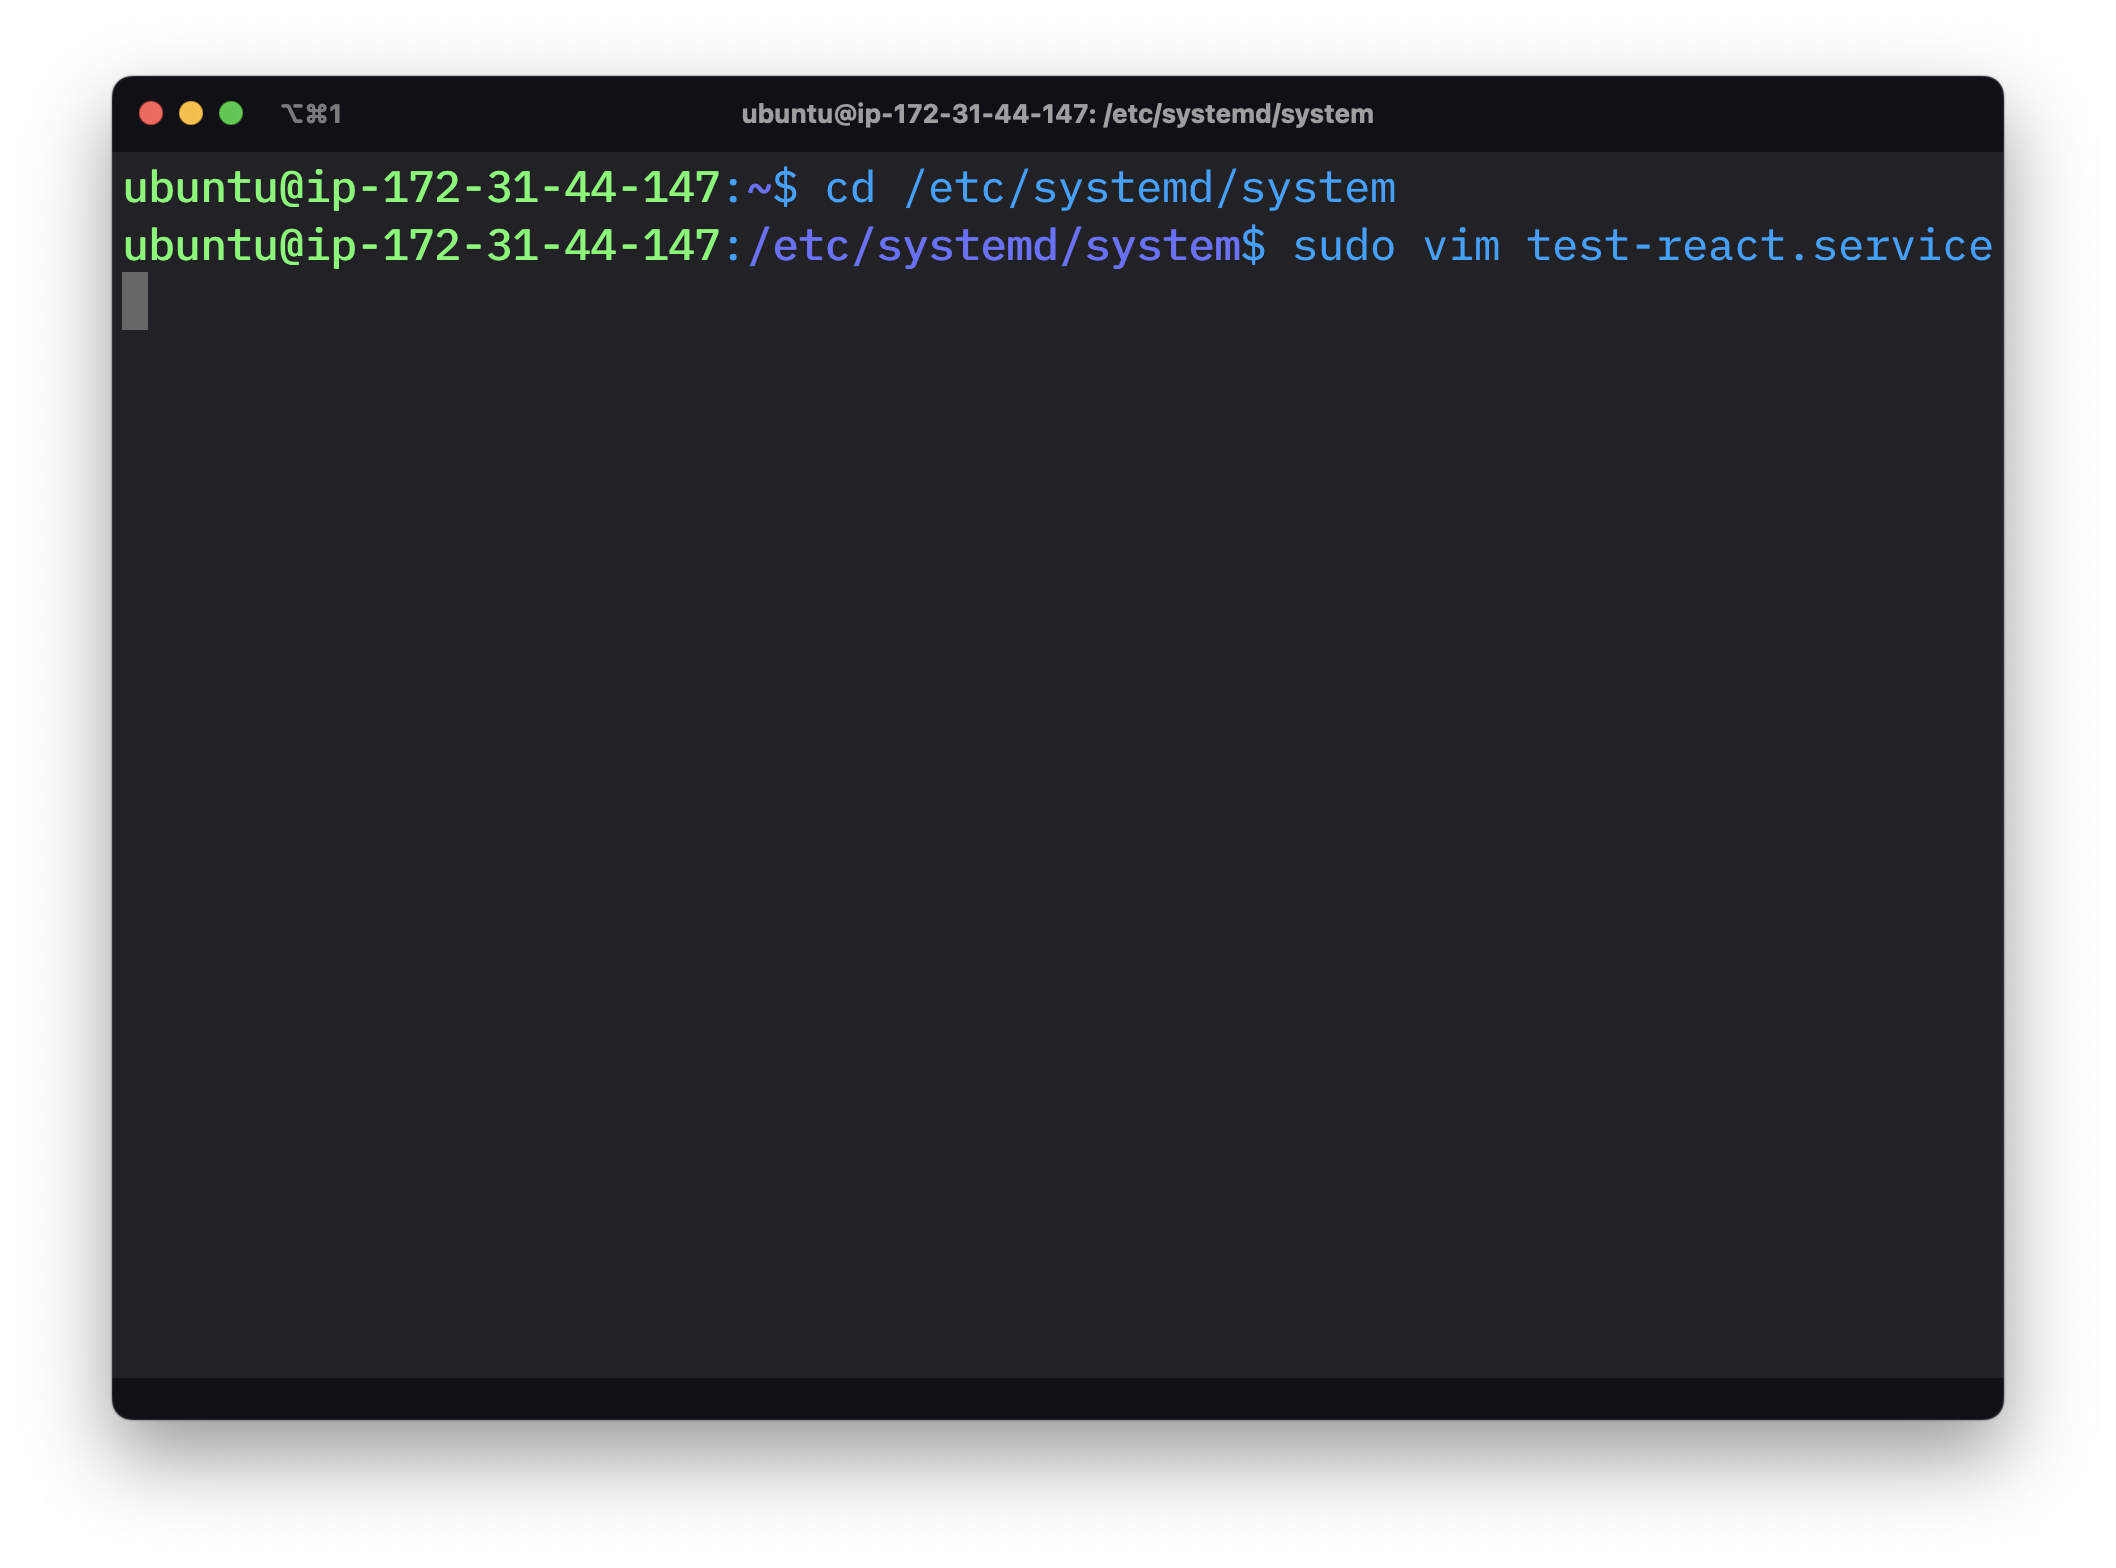 ⌥⌘1
ubuntu@ip-172-31-44-147: /etc/systemd/system
ubuntu@ip-172-31-44-147:~$ cd /etc/systemd/system
ubuntu@ip-172-31-44-147:/etc/systemd/system$ sudo vim test-react.service